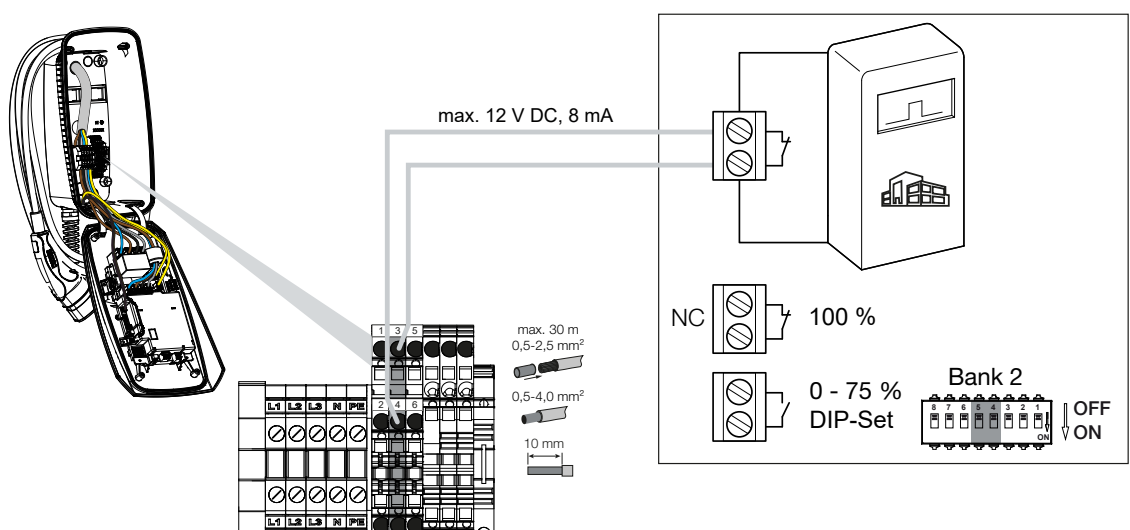 max. 12 V DC, 8 mA
NC
100 %
0 - 75 %
DIP-Set
Bank 2
8 7 6 5 4 3 2 1
ON
OFF
ON
max. 30 m
0,5-2,5 mm²
0,5-4,0 mm²
10 mm
1 3 5
2 4 6
L1 L2 L3 N PE
L1 L2 L3 N PE